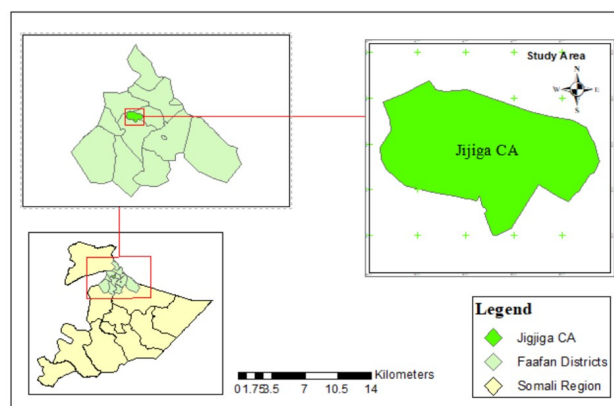 Study Area
N
W E
S
Jijiga CA
Legend
Jigjiga CA
Faafan Districts
Somali Region
Kilometers
0 1.75 3.5 7 10.5 14